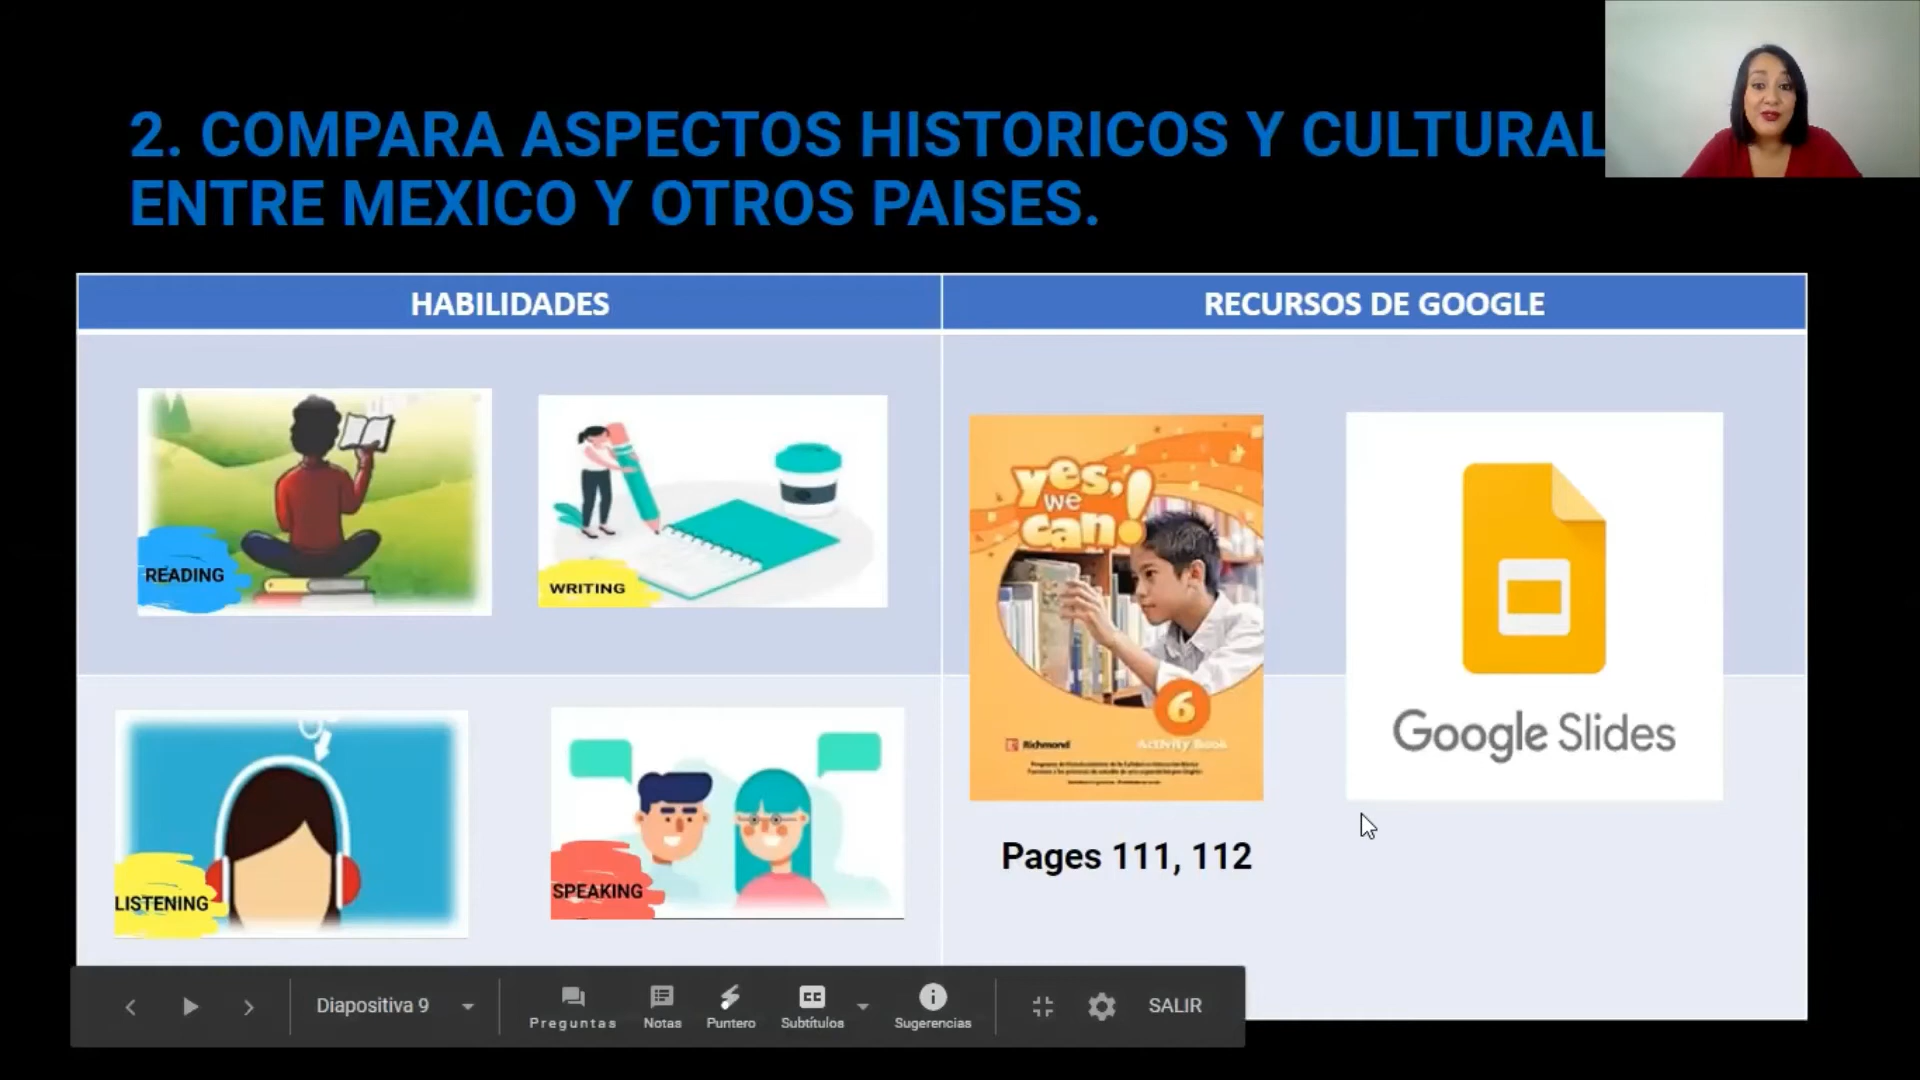 2. COMPARA ASPECTOS HISTORICOS Y CULTURAL
ENTRE MEXICO Y OTROS PAISES.
HABILIDADES
RECURSOS DE GOOGLE
READING
WRITING
LISTENING
SPEAKING
yes,
we
can!
6
Richmond
Activity Book
Pages 111, 112
Google Slides
Diapositiva 9
Preguntas
Notas
Puntero
CC
Subtítulos
Sugerencias
SALIR